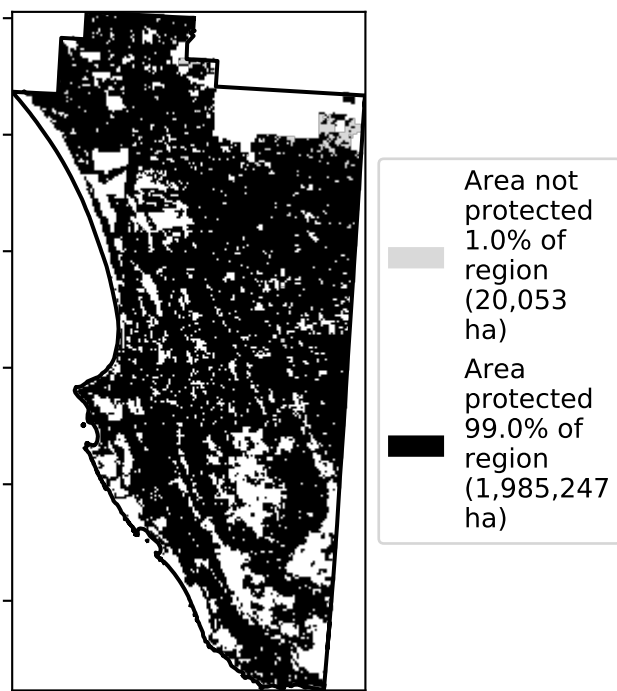 Area not
protected
1.0% of
region
(20,053
ha)
Area
protected
99.0% of
region
(1,985,247
ha)